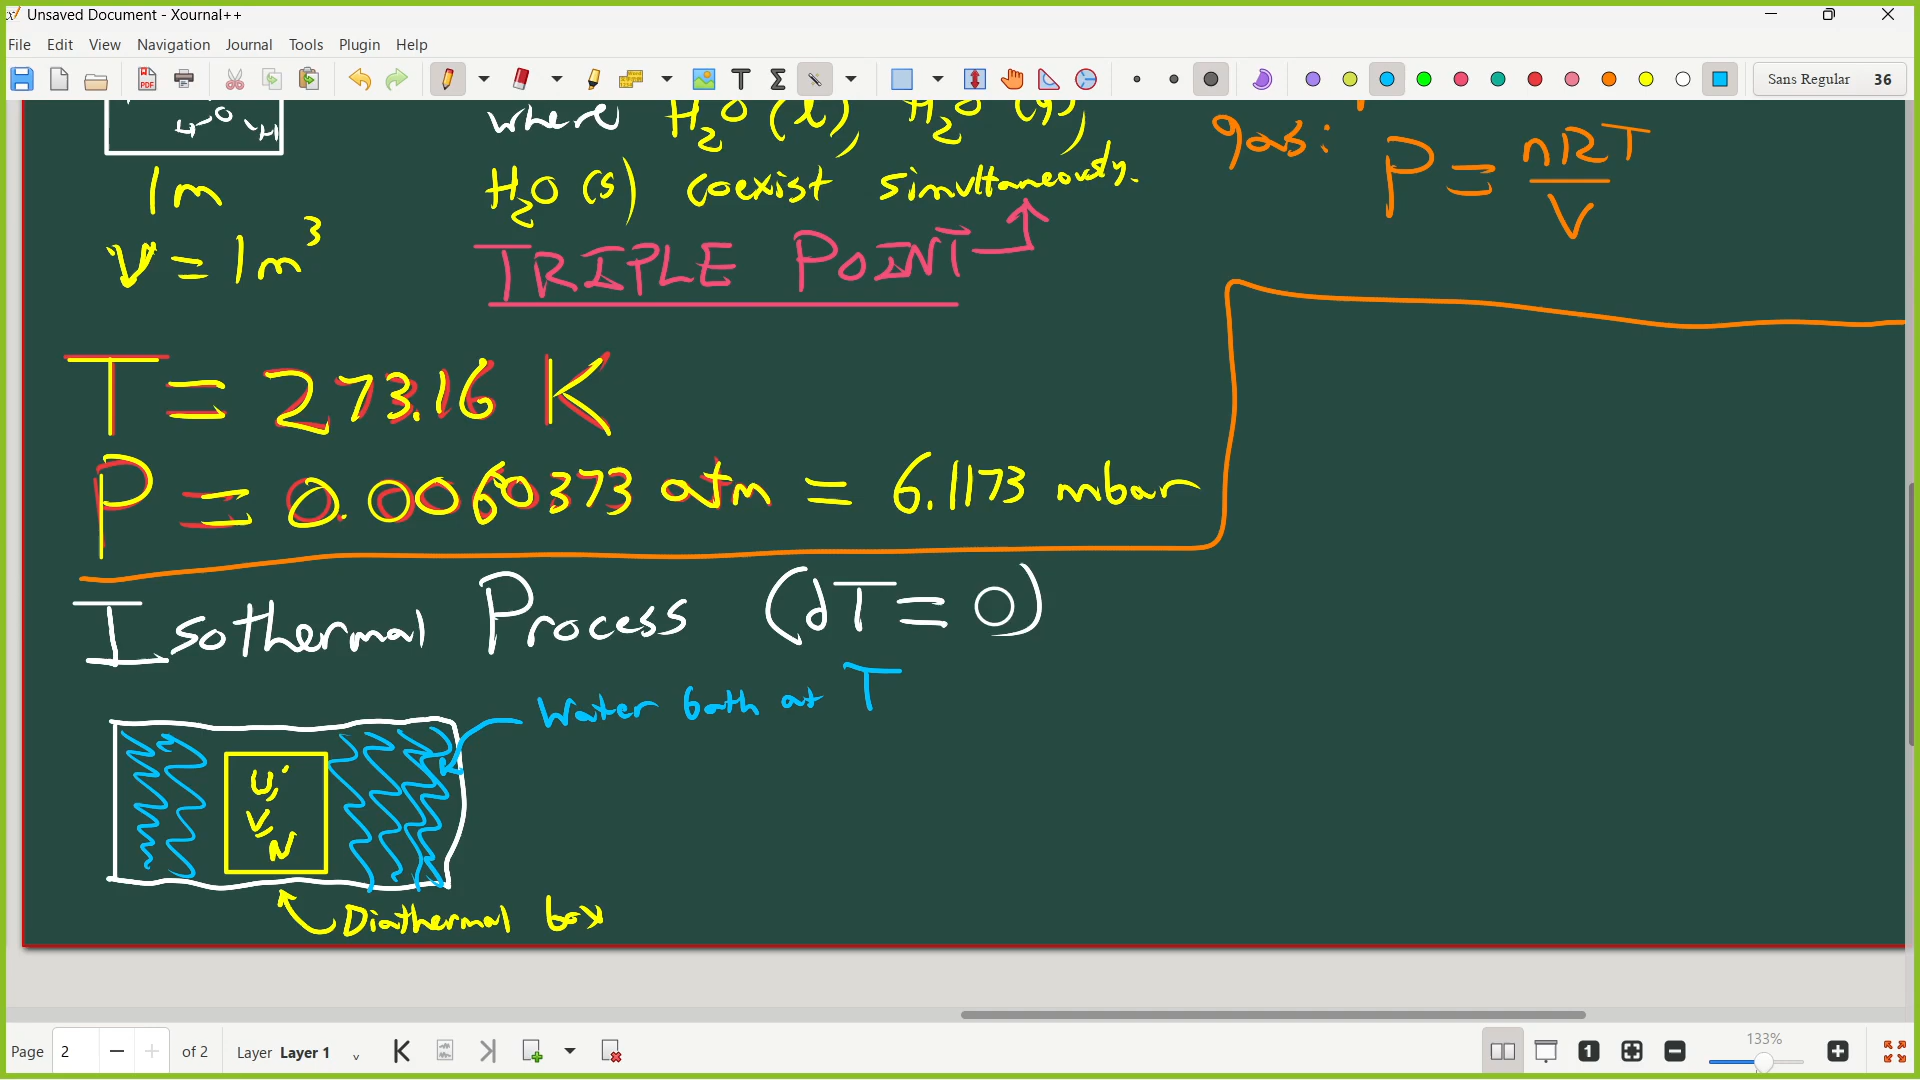 Unsaved Document - Xournal++
File Edit View Navigation Journal Tools Plugin Help
Sans Regular 36
1m
V = 1m³
where H₂O (l), H₂O (g),
H₂O (s) coexist simultaneously.
TRIPLE POINT
gas: P = nRT/V
T = 273.16 K
P = 0.0060373 atm = 6.1173 mbar
Isothermal Process (dT = 0)
Water bath at T
U,
V,
N
Diathermal box
Page 2 of 2 Layer Layer 1
1
133%